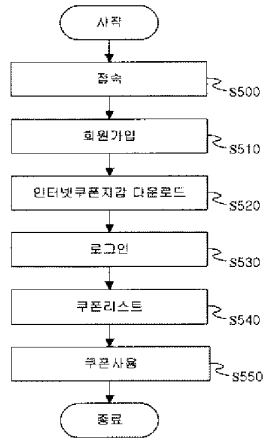 시작
접속
S500
회원가입
S510
인터넷쿠폰지갑 다운로드
S520
로그인
S530
쿠폰리스트
S540
쿠폰사용
S550
종료